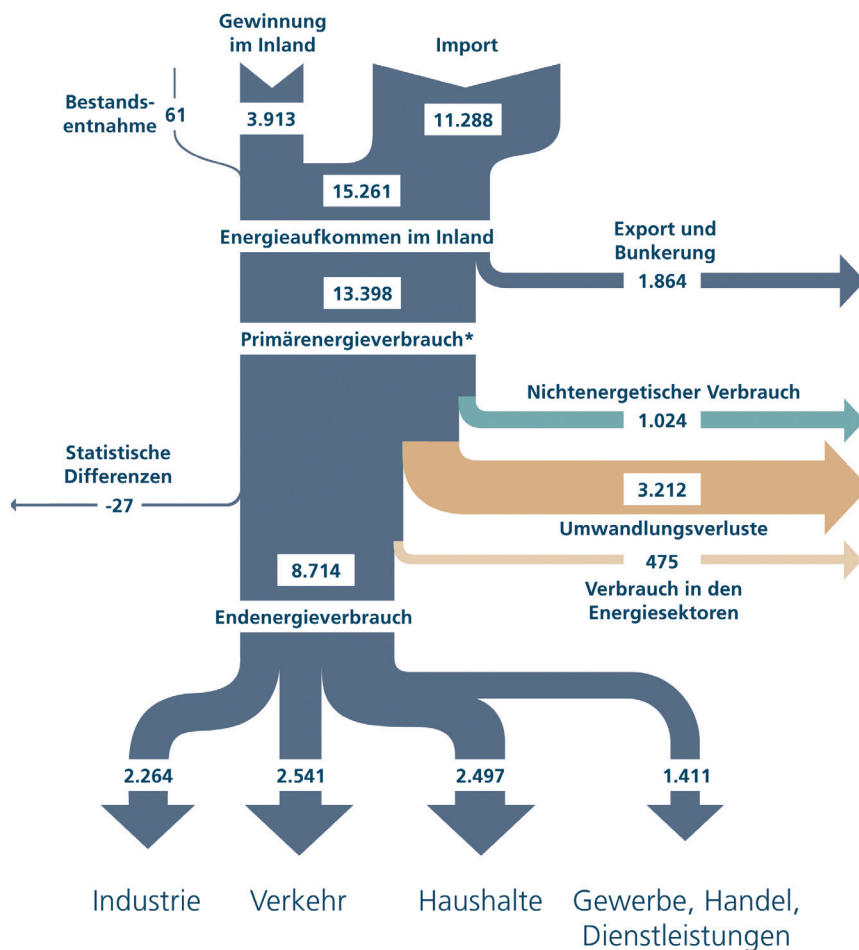 Gewinnung
im Inland
Import
Bestands-
entnahme
61
3.913
11.288
15.261
Energieaufkommen im Inland
Export und
Bunkerung
1.864
13.398
Primärenergieverbrauch*
Nichtenergetischer Verbrauch
1.024
Statistische
Differenzen
-27
3.212
Umwandlungsverluste
475
Verbrauch in den
Energiesektoren
8.714
Endenergieverbrauch
2.264
2.541
2.497
1.411
Industrie
Verkehr
Haushalte
Gewerbe, Handel,
Dienstleistungen